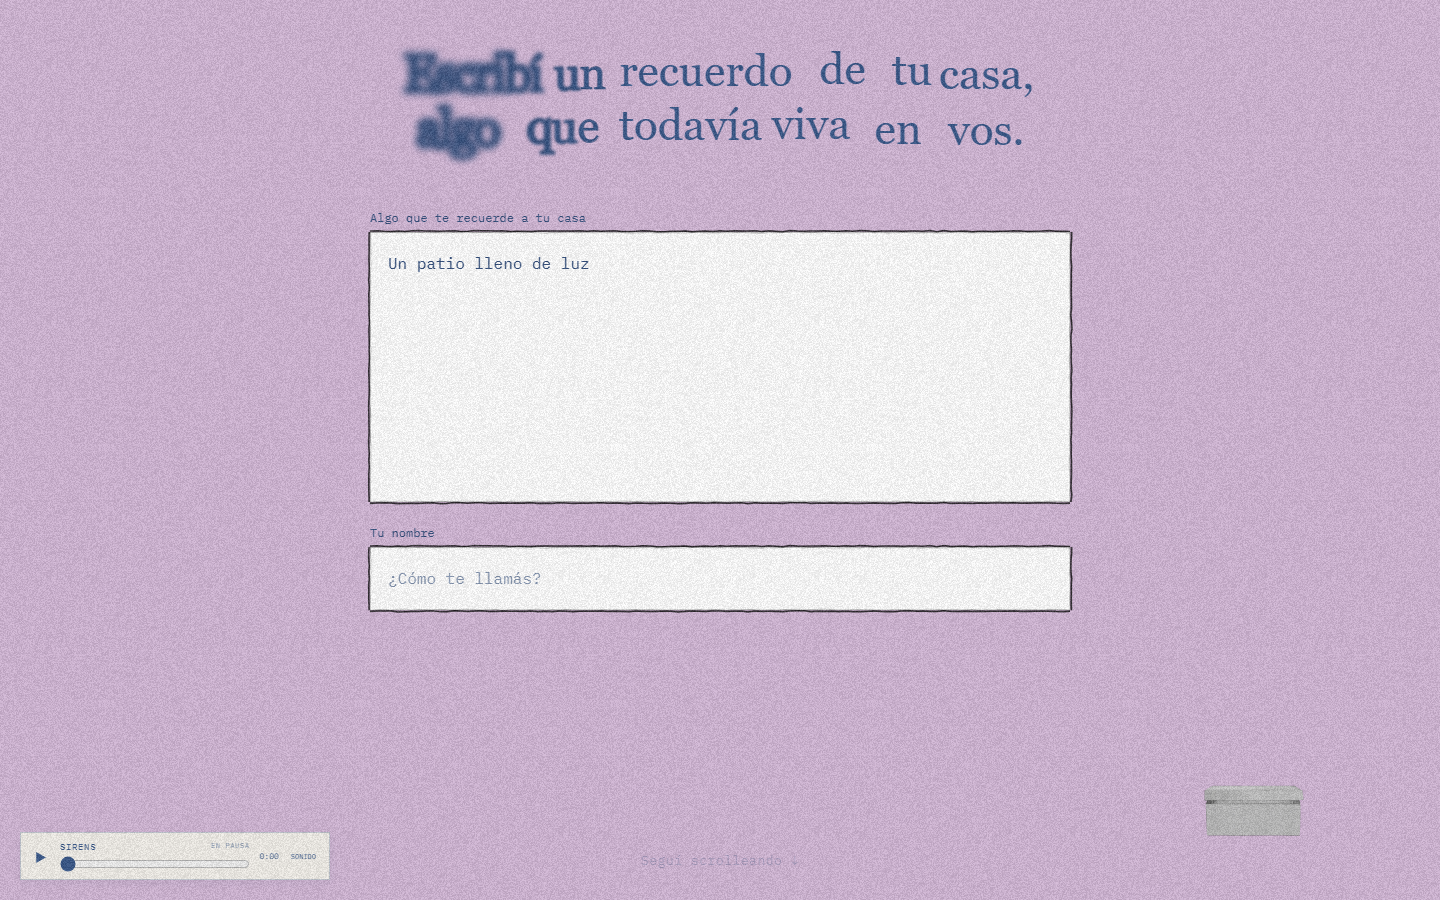 Escribí un recuerdo de tu casa,
algo que todavía viva en vos.
Algo que te recuerde a tu casa
Un patio lleno de luz
Tu nombre
¿Cómo te llamás?
SIRENS
EN PAUSA
0:00
SONIDO
Seguí scrolleando